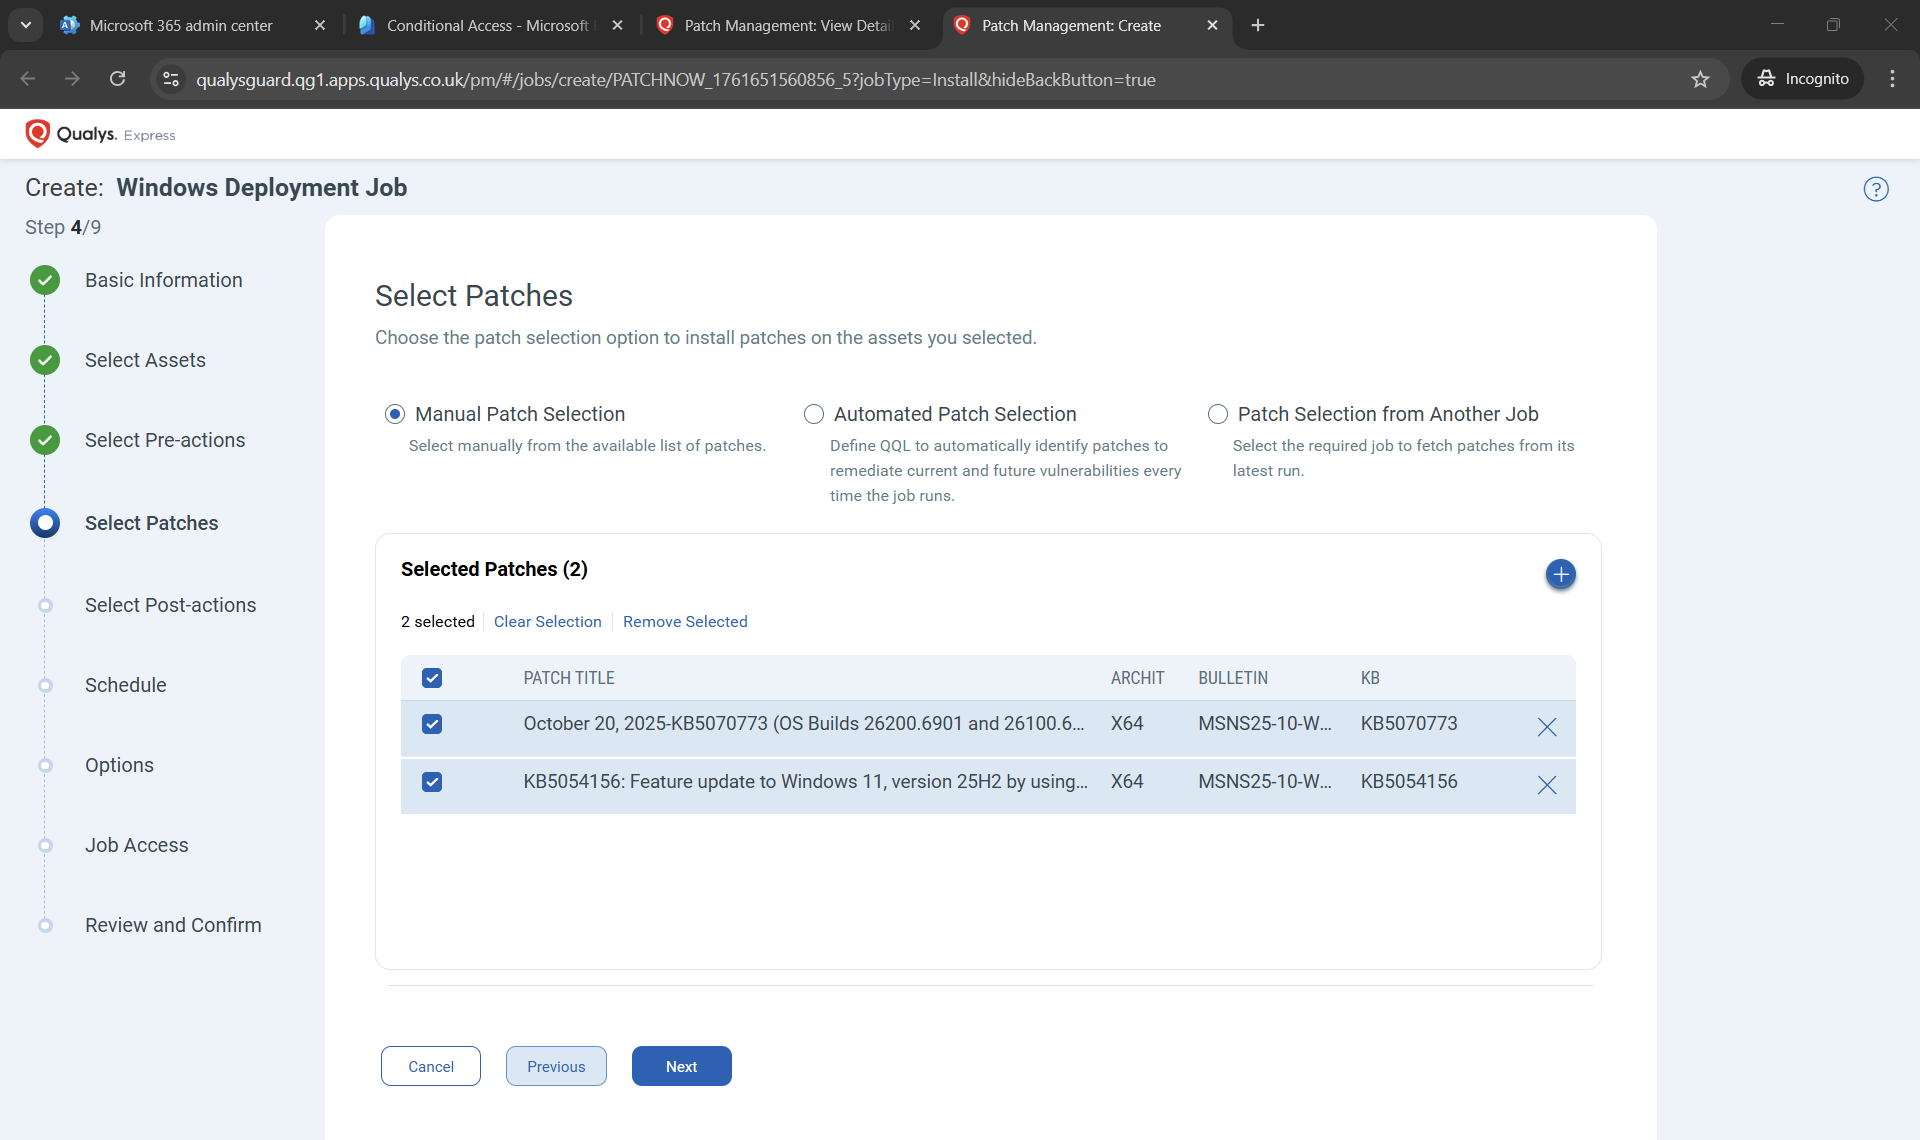 Microsoft 365 admin center
Conditional Access - Microsoft
Patch Management: View Detai
Patch Management: Create
qualysguard.qg1.apps.qualys.co.uk/pm/#/jobs/create/PATCHNOW_1761651560856_5?jobType=Install&hideBackButton=true
Incognito
Qualys. Express
Create: Windows Deployment Job
Step 4/9
Basic Information
Select Assets
Select Pre-actions
Select Patches
Select Post-actions
Schedule
Options
Job Access
Review and Confirm
Select Patches
Choose the patch selection option to install patches on the assets you selected.
Manual Patch Selection
Select manually from the available list of patches.
Automated Patch Selection
Define QQL to automatically identify patches to
remediate current and future vulnerabilities every
time the job runs.
Patch Selection from Another Job
Select the required job to fetch patches from its
latest run.
Selected Patches (2)
2 selected Clear Selection Remove Selected
PATCH TITLE ARCHIT BULLETIN KB
October 20, 2025-KB5070773 (OS Builds 26200.6901 and 26100.6... X64 MSNS25-10-W... KB5070773
KB5054156: Feature update to Windows 11, version 25H2 by using... X64 MSNS25-10-W... KB5054156
Cancel Previous Next